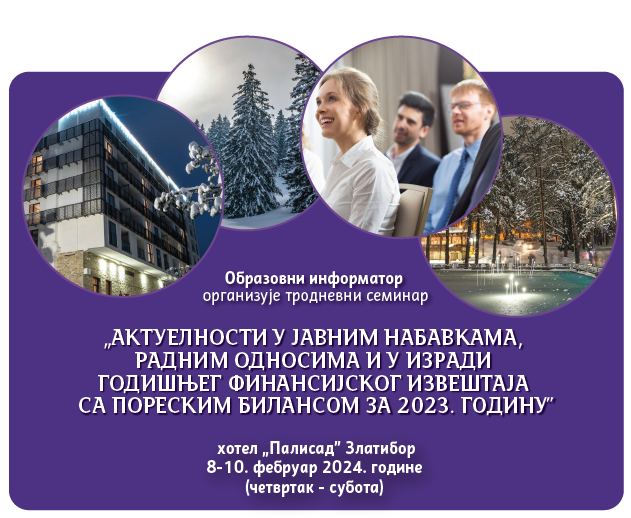 Образовни информатор
организује тродневни семинар
„АКТУЕЛНОСТИ У ЈАВНИМ НАБАВКАМА,
РАДНИМ ОДНОСИМА И У ИЗРАДИ
ГОДИШЊЕГ ФИНАНСИЈСКОГ ИЗВЕШТАЈА
СА ПОРЕСКИМ БИЛАНСОМ ЗА 2023. ГОДИНУ”
хотел „Палисад” Златибор
8-10. фебруар 2024. године
(четвртак - субота)